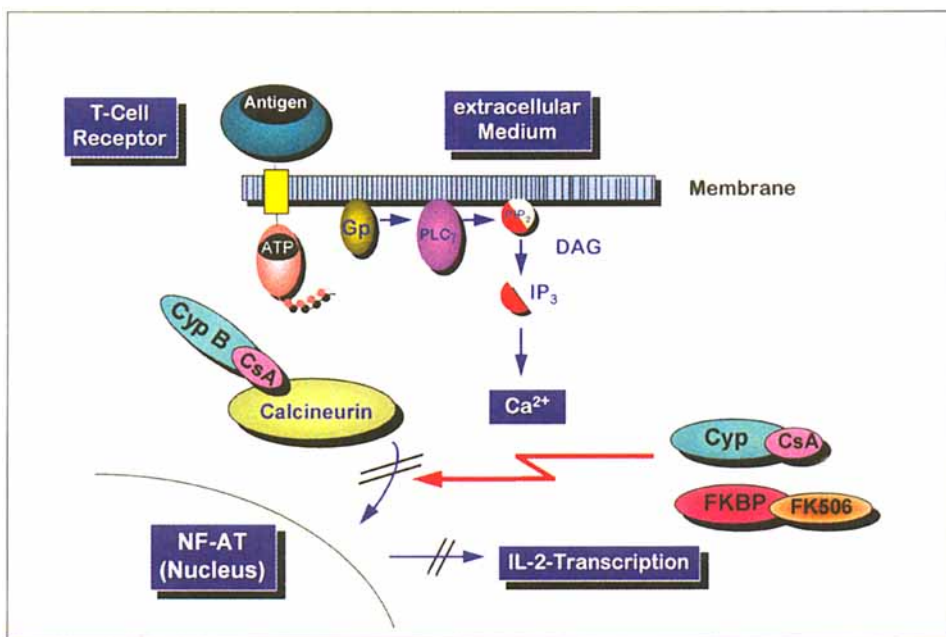 T-Cell
Receptor
Antigen
extracellular
Medium
Membrane
Gp
PLCγ
PIP₂
ATP
DAG
IP₃
Cyp B
CsA
Calcineurin
Ca²⁺
Cyp
CsA
FKBP
FK506
NF-AT
(Nucleus)
IL-2-Transcription